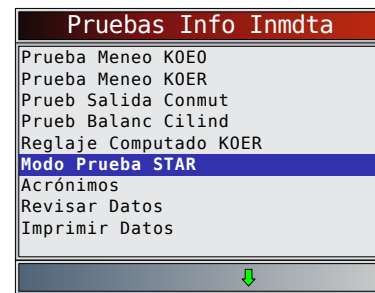 Pruebas Info Inmdta
Prueba Meneo KOEO
Prueba Meneo KOER
Prueb Salida Conmut
Prueb Balanc Cilind
Reglaje Computado KOER
Modo Prueba STAR
Acrónimos
Revisar Datos
Imprimir Datos